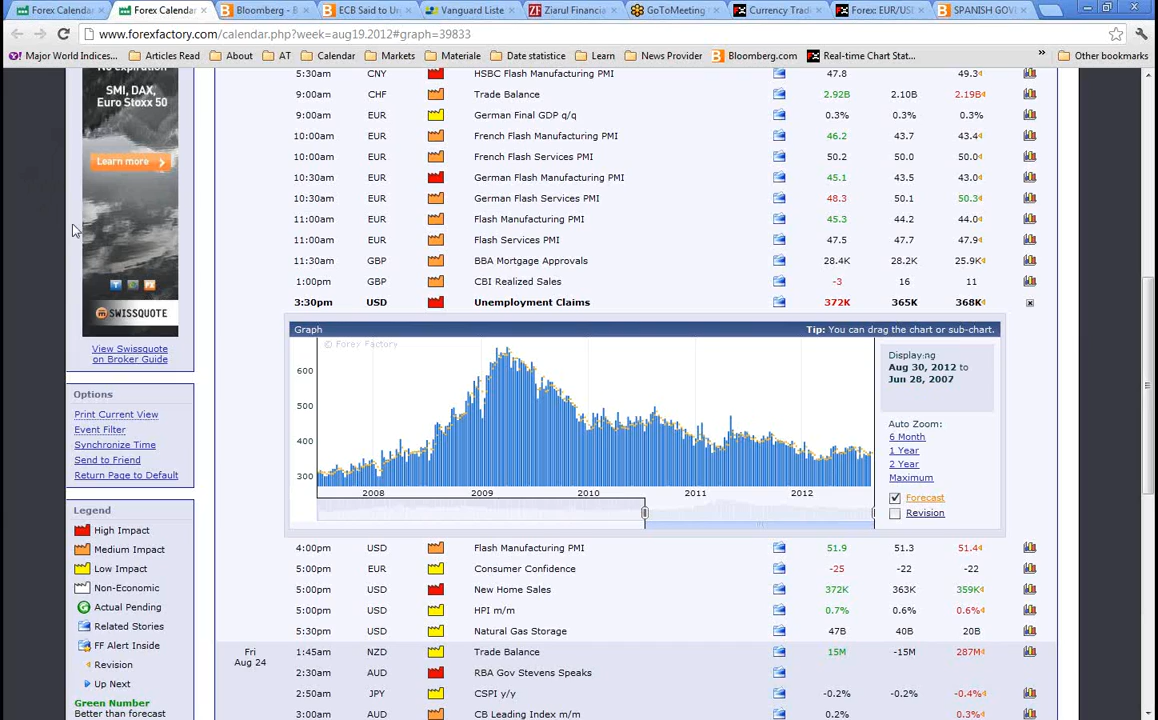 Forex Calenda
Forex Calenda
Bloomberg - B
ECB Said to U
Vanguard Liste
Ziarul Financia
GoToMeeting
Currency Trad
Forex: EUR/US
SPANISH GOV
www.forexfactory.com/calendar.php?week=aug19.2012#graph=39833
Major World Indices...
Articles Read
About
AT
Calendar
Markets
Materiale
Date statistice
Learn
News Provider
Bloomberg.com
Real-time Chart Stat...
»
Other bookmarks
No expiration
SMI, DAX,
Euro Stoxx 50
Learn more
SWISSQUOTE
View Swissquote
on Broker Guide
Options
Print Current View
Event Filter
Synchronize Time
Send to Friend
Return Page to Default
Legend
High Impact
Medium Impact
Low Impact
Non-Economic
Actual Pending
Related Stories
FF Alert Inside
Revision
Up Next
Green Number
Better than forecast
5:30am CNY HSBC Flash Manufacturing PMI 47.8 49.3
9:00am CHF Trade Balance 2.92B 2.10B 2.19B
9:00am EUR German Final GDP q/q 0.3% 0.3% 0.3%
10:00am EUR French Flash Manufacturing PMI 46.2 43.7 43.4
10:00am EUR French Flash Services PMI 50.2 50.0 50.0
10:30am EUR German Flash Manufacturing PMI 45.1 43.5 43.0
10:30am EUR German Flash Services PMI 48.3 50.1 50.3
11:00am EUR Flash Manufacturing PMI 45.3 44.2 44.0
11:00am EUR Flash Services PMI 47.5 47.7 47.9
11:30am GBP BBA Mortgage Approvals 28.4K 28.2K 25.9K
1:00pm GBP CBI Realized Sales -3 16 11
3:30pm USD Unemployment Claims 372K 365K 368K
Graph
Tip: You can drag the chart or sub-chart.
© Forex Factory
600
500
400
300
2008 2009 2010 2011 2012
Displaying
Aug 30, 2012 to
Jun 28, 2007
Auto Zoom:
6 Month
1 Year
2 Year
Maximum
Forecast
Revision
4:00pm USD Flash Manufacturing PMI 51.9 51.3 51.4
5:00pm EUR Consumer Confidence -25 -22 -22
5:00pm USD New Home Sales 372K 363K 359K
5:00pm USD HPI m/m 0.7% 0.6% 0.6%
5:30pm USD Natural Gas Storage 47B 40B 20B
Fri
Aug 24
1:45am NZD Trade Balance 15M -15M 287M
2:30am AUD RBA Gov Stevens Speaks
2:50am JPY CSPI y/y -0.2% -0.2% -0.4%
3:00am AUD CB Leading Index m/m 0.2% 0.3%